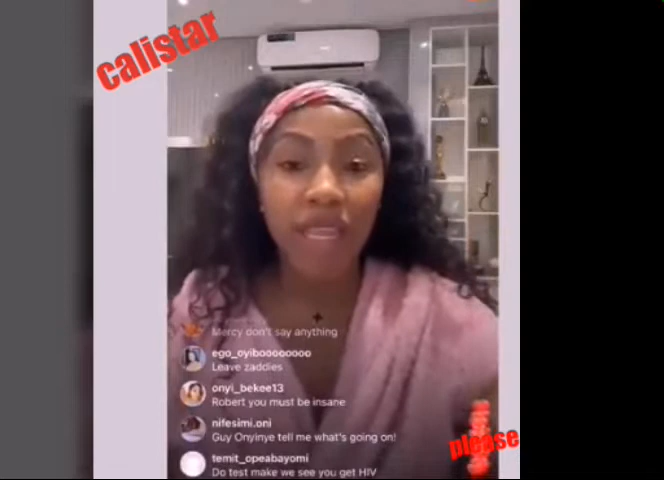 calistar
Mercy don't say anything
ego_oyiboooooooo
Leave zaddies
onyi_bekee13
Robert you must be insane
nifesimi.oni
Guy Onyinye tell me what's going on!
temit_opeabayomi
Do test make we see you get HIV
please